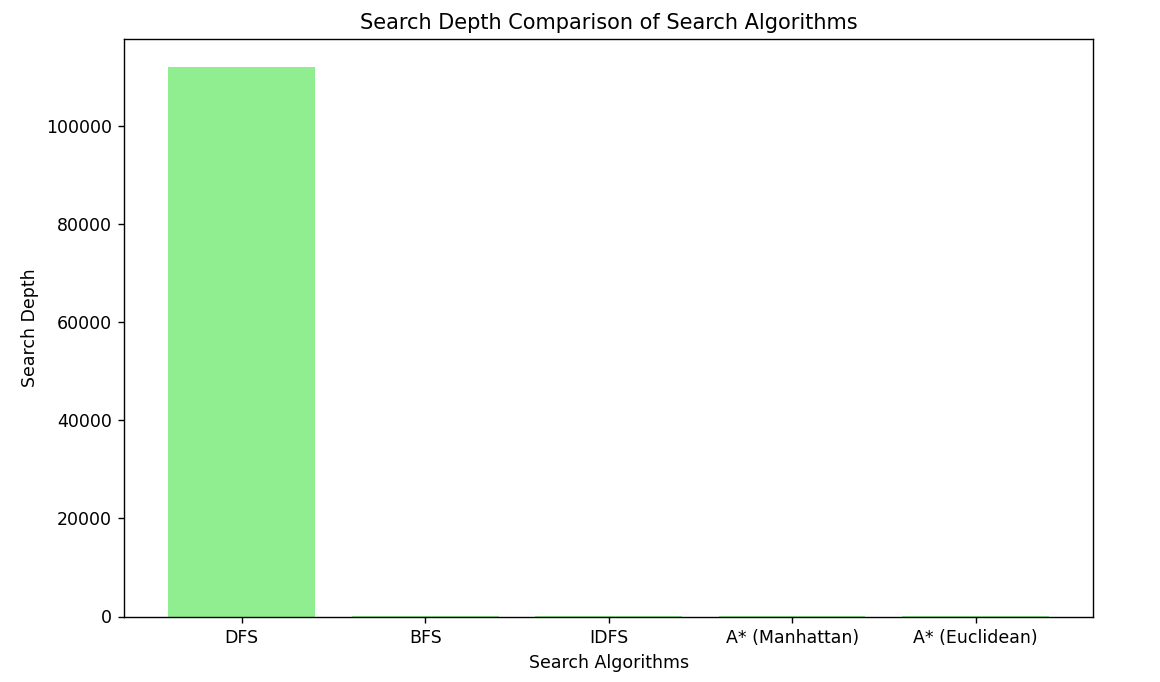 Search Depth Comparison of Search Algorithms
100000
80000
60000
40000
20000
0
Search Depth
DFS BFS IDFS A* (Manhattan) A* (Euclidean)
Search Algorithms